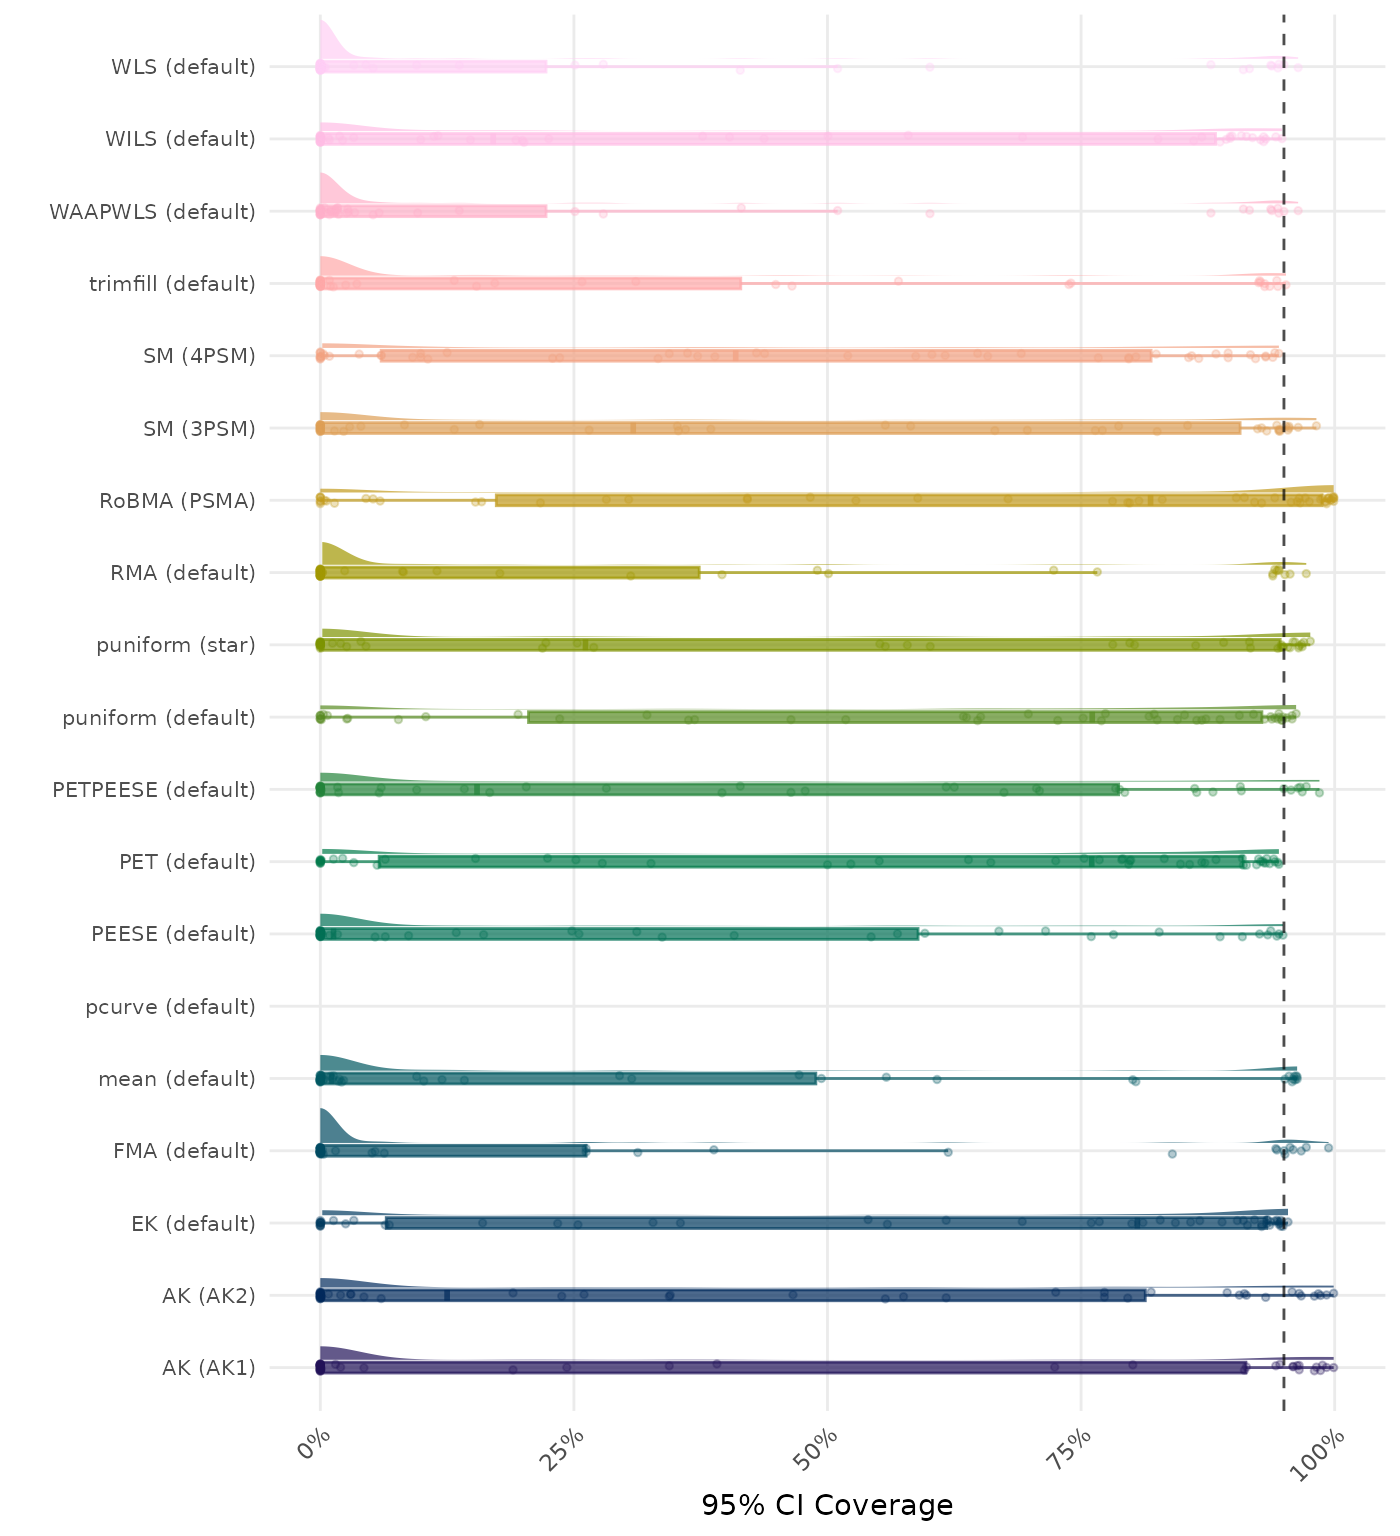 WLS (default)
WILS (default)
WAAPWLS (default)
trimfill (default)
SM (4PSM)
SM (3PSM)
RoBMA (PSMA)
RMA (default)
puniform (star)
puniform (default)
PETPEESE (default)
PET (default)
PEESE (default)
pcurve (default)
mean (default)
FMA (default)
EK (default)
AK (AK2)
AK (AK1)
0%
25%
50%
75%
100%
95% CI Coverage